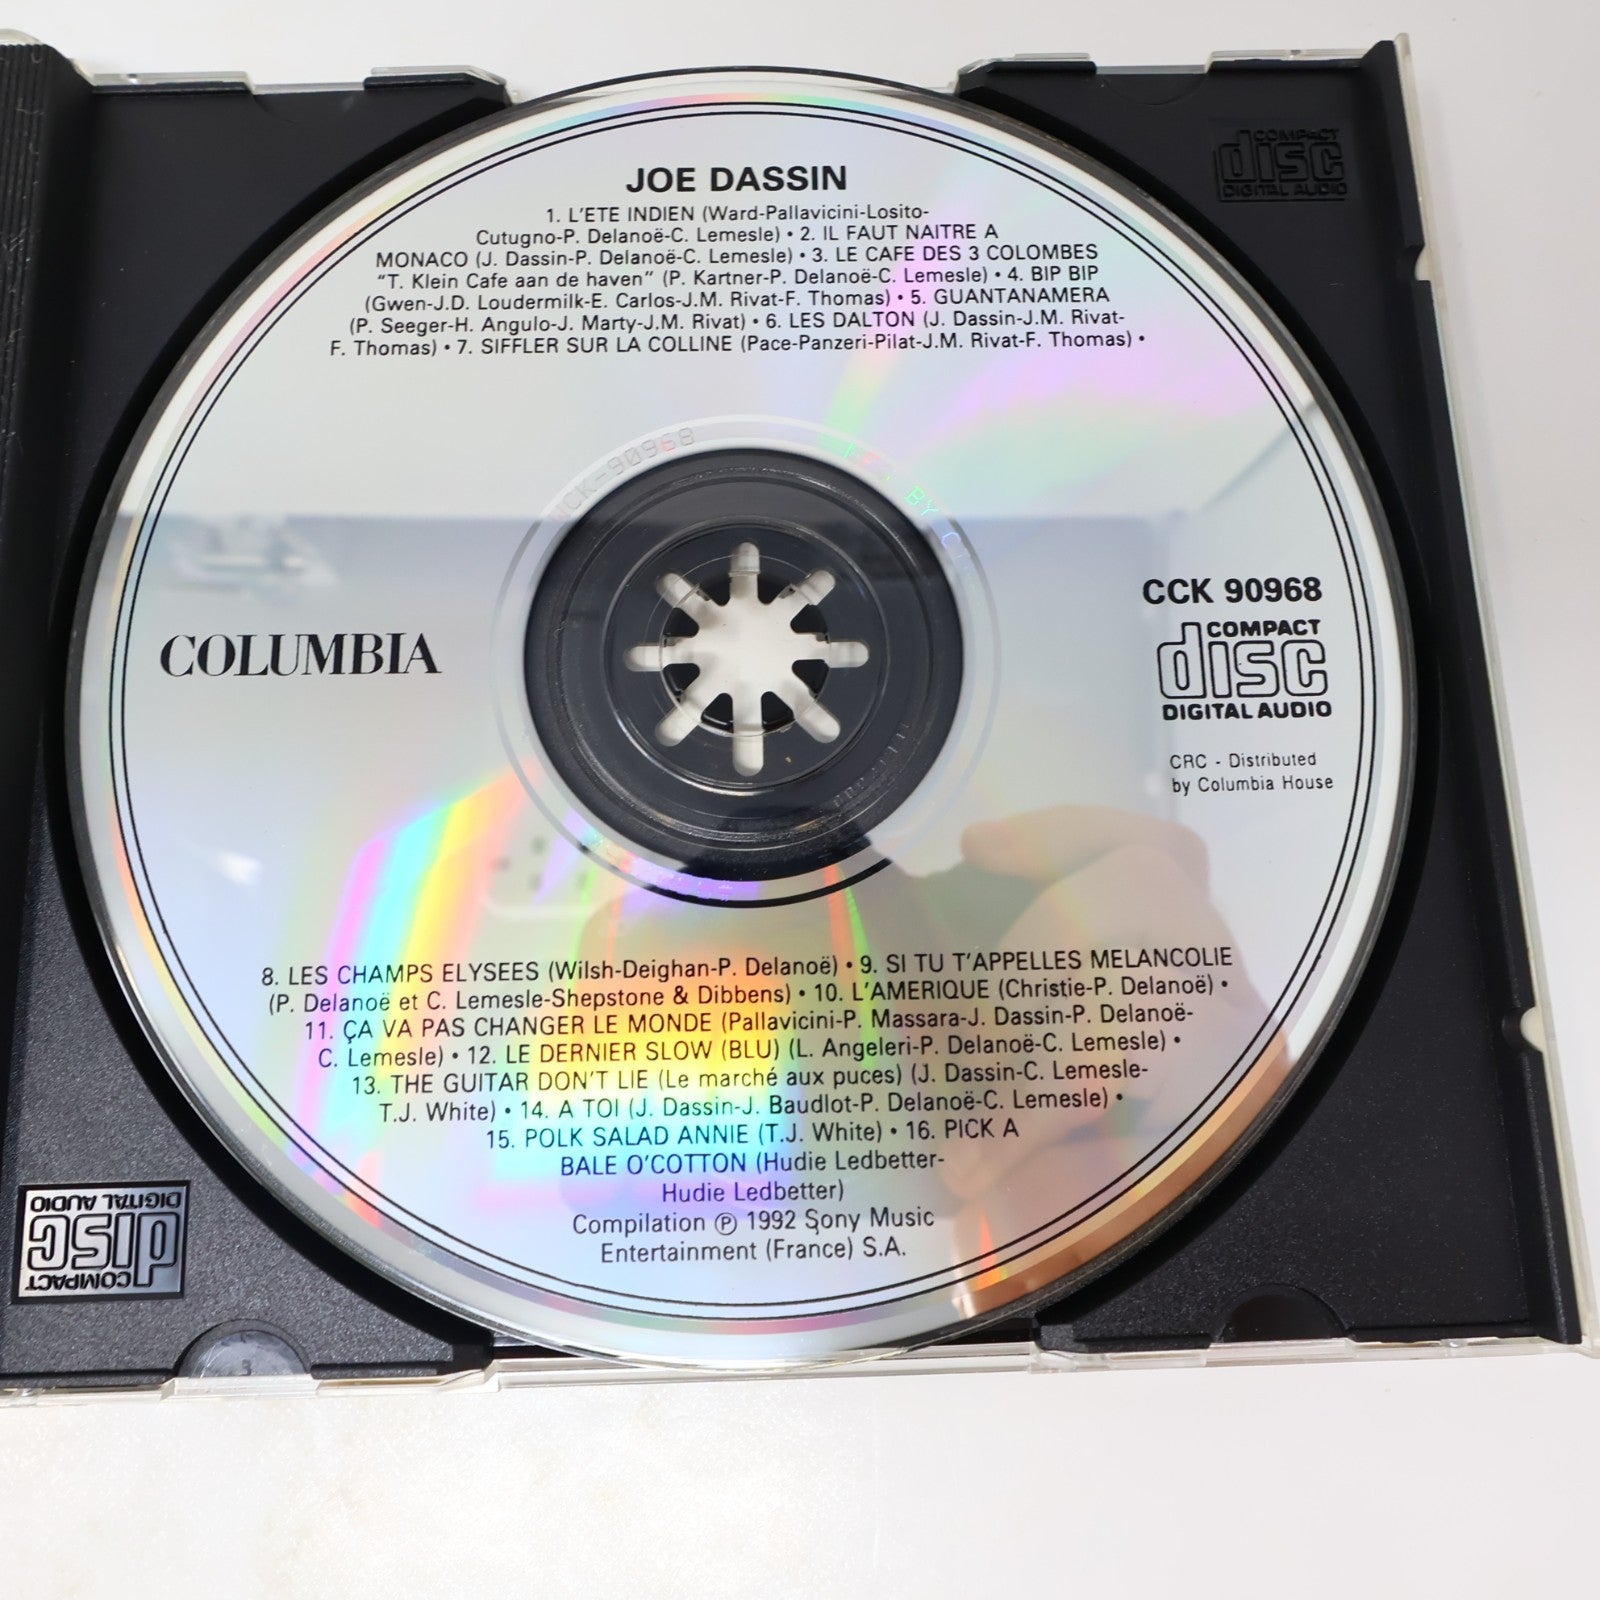 COMPACT
disc
DIGITAL AUDIO
JOE DASSIN
1. L'ETE INDIEN (Ward-Pallavicini-Losito-
Cutugno-P. Delanoë-C. Lemesle) • 2. IL FAUT NAITRE A
MONACO (J. Dassin-P. Delanoë-C. Lemesle) • 3. LE CAFE DES 3 COLOMBES
"T. Klein Cafe aan de haven" (P. Kartner-P. Delanoë-C. Lemesle) • 4. BIP BIP
(Gwen-J.D. Loudermilk-E. Carlos-J.M. Rivat-F. Thomas) • 5. GUANTANAMERA
(P. Seeger-H. Angulo-J. Marty-J.M. Rivat) • 6. LES DALTON (J. Dassin-J.M. Rivat-
F. Thomas) • 7. SIFFLER SUR LA COLLINE (Pace-Panzeri-Pilat-J.M. Rivat-F. Thomas) •
CK-90968
BY
COLUMBIA
CCK 90968
COMPACT
disc
DIGITAL AUDIO
CRC - Distributed
by Columbia House
8. LES CHAMPS ELYSEES (Wilsh-Deighan-P. Delanoë) • 9. SI TU T'APPELLES MELANCOLIE
(P. Delanoë et C. Lemesle-Shepstone & Dibbens) • 10. L'AMERIQUE (Christie-P. Delanoë) •
11. ÇA VA PAS CHANGER LE MONDE (Pallavicini-P. Massara-J. Dassin-P. Delanoë-
C. Lemesle) • 12. LE DERNIER SLOW (BLU) (L. Angeleri-P. Delanoë-C. Lemesle) •
13. THE GUITAR DON'T LIE (Le marché aux puces) (J. Dassin-C. Lemesle-
T.J. White) • 14. A TOI (J. Dassin-J. Baudlot-P. Delanoë-C. Lemesle) •
15. POLK SALAD ANNIE (T.J. White) • 16. PICK A
BALE O'COTTON (Hudie Ledbetter-
Hudie Ledbetter)
Compilation ℗ 1992 Sony Music
Entertainment (France) S.A.
COMPACT
disc
DIGITAL AUDIO
3